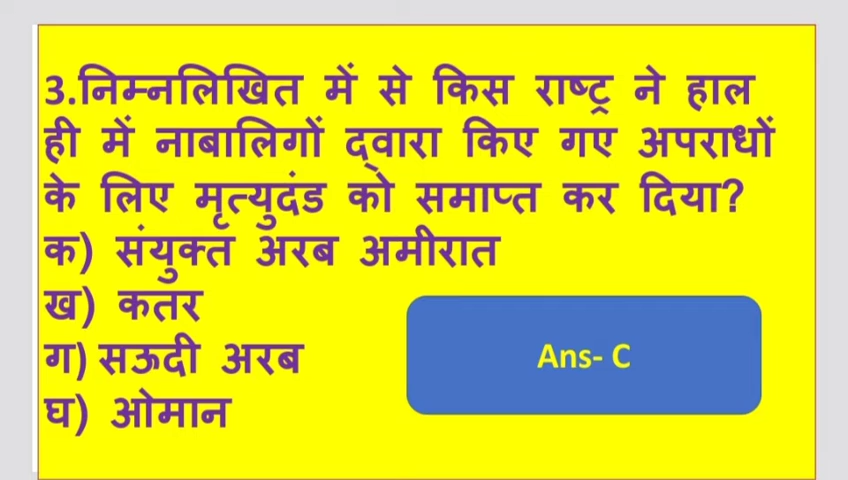 3.निम्नलिखित में से किस राष्ट्र ने हाल
ही में नाबालिगों द्वारा किए गए अपराधों
के लिए मृत्युदंड को समाप्त कर दिया?
क) संयुक्त अरब अमीरात
ख) कतर
ग) सऊदी अरब
Ans- C
घ) ओमान